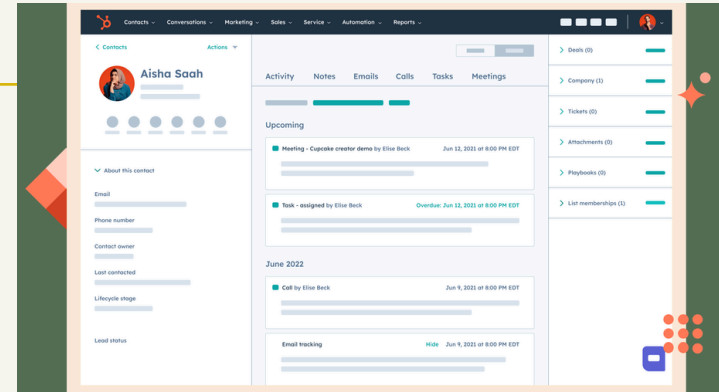 Contacts Conversations Marketing Sales Service Automation Reports
Contacts Actions
Aisha Saah
About this contact
Email
Phone number
Contact owner
Last contacted
Lifecycle stage
Lead status
Activity Notes Emails Calls Tasks Meetings
Upcoming
Meeting - Cupcake creator demo by Elise Beck Jun 12, 2021 at 8:00 PM EDT
Task - assigned by Elise Beck Overdue: Jun 12, 2021 at 8:00 PM EDT
June 2022
Call by Elise Beck Jun 9, 2021 at 8:00 PM EDT
Email tracking Hide Jun 9, 2021 at 8:00 PM EDT
Deals (0)
Company (1)
Tickets (0)
Attachments (0)
Playbooks (0)
List memberships (1)